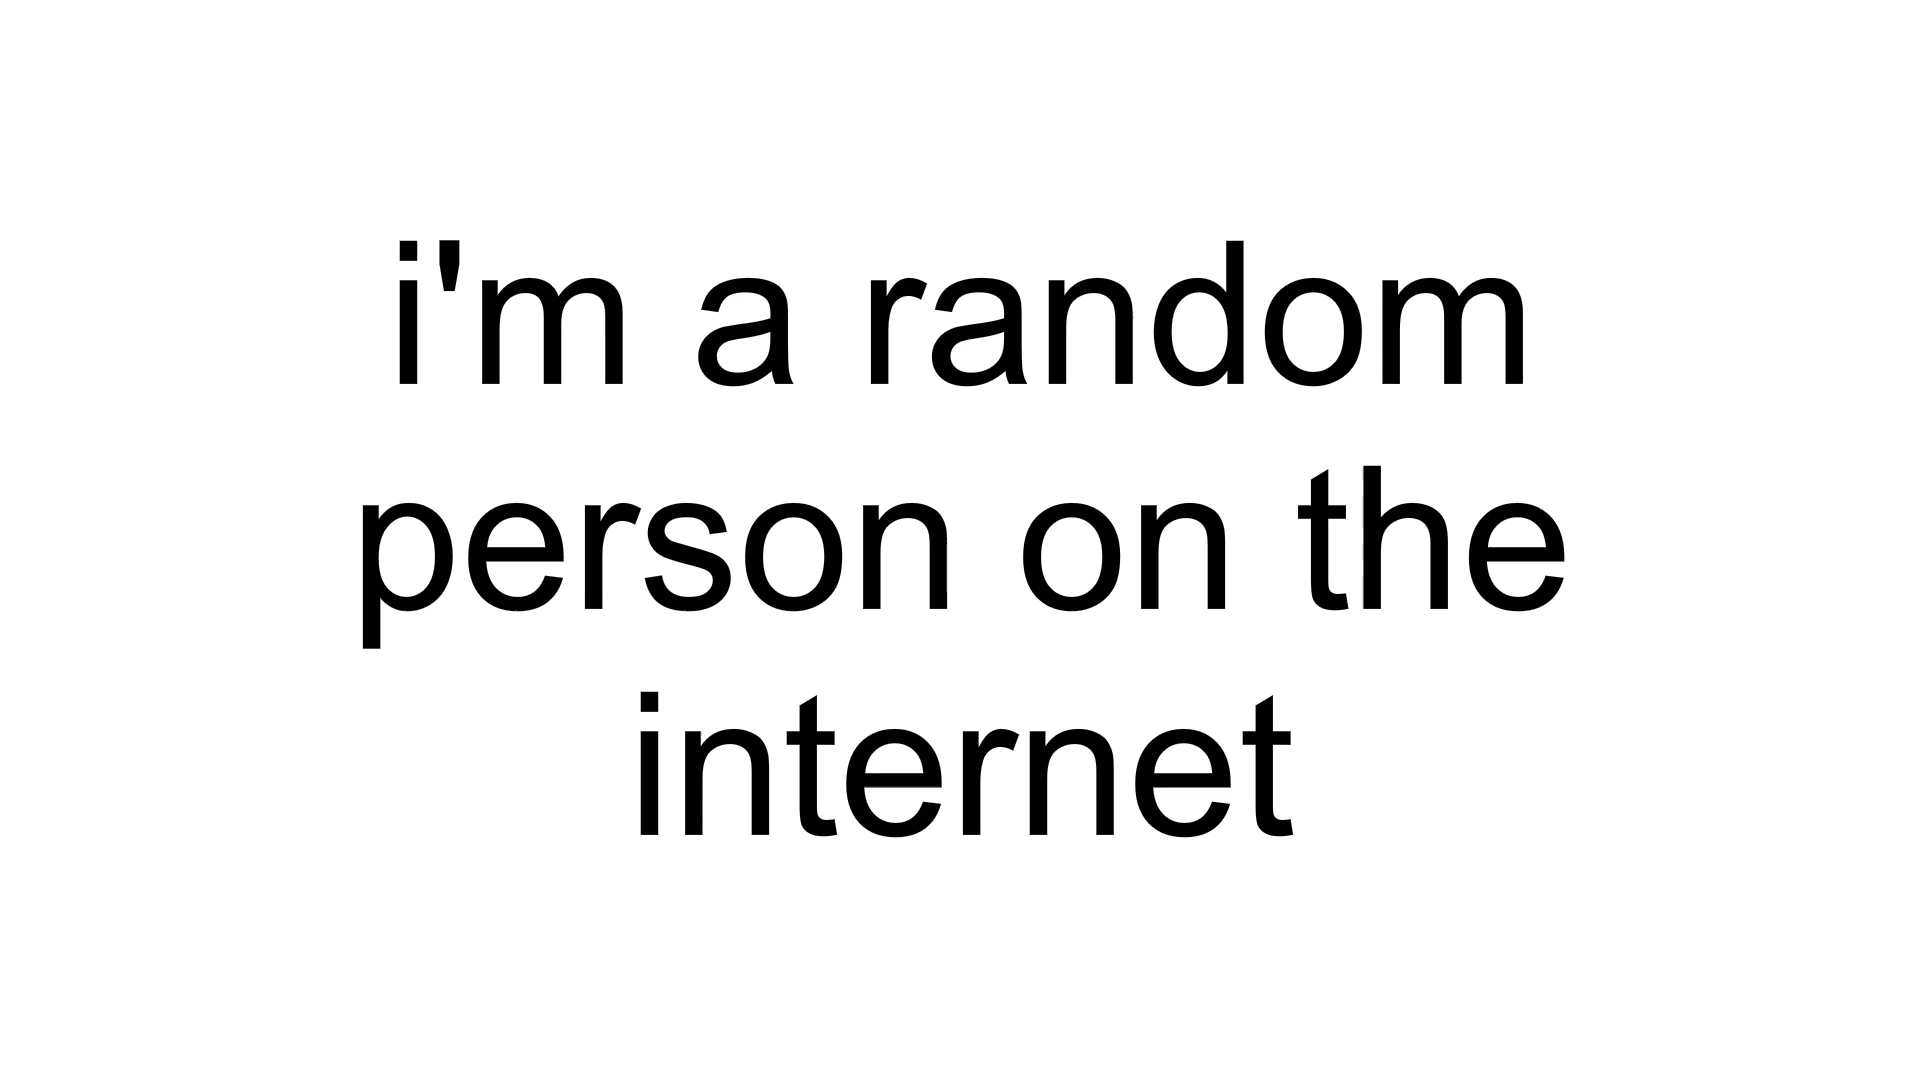 i'm a random
person on the
internet